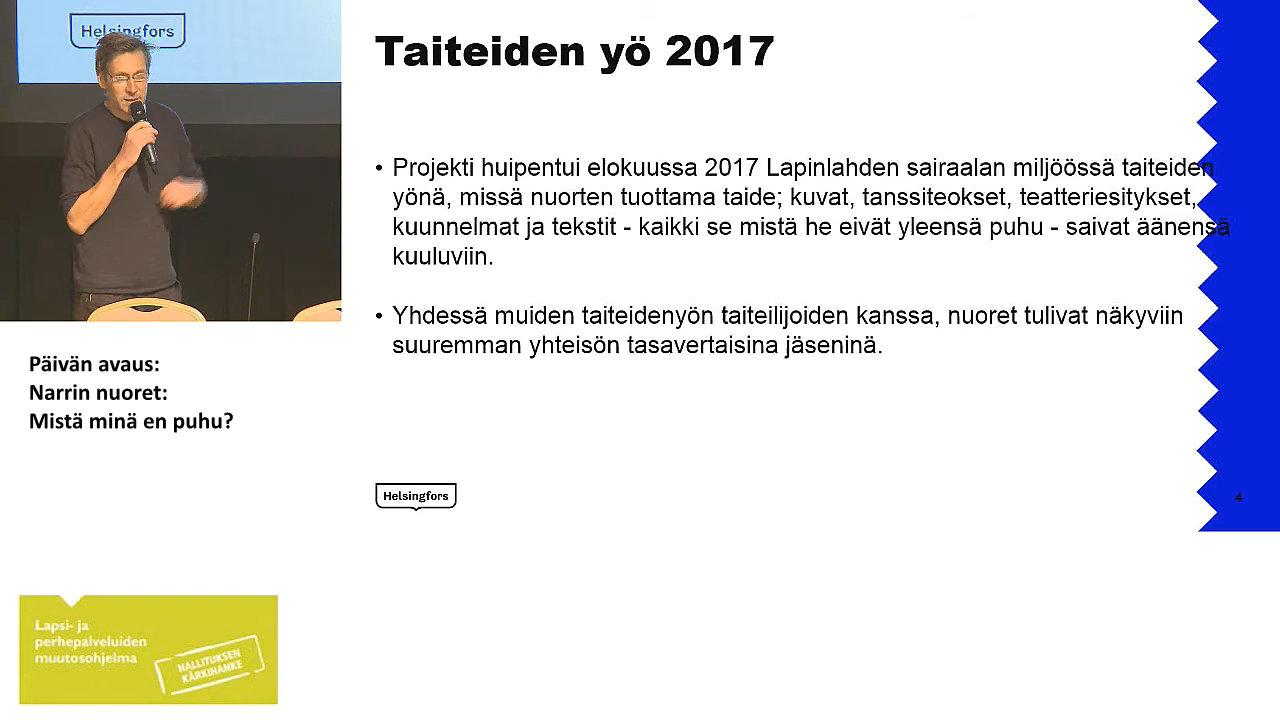 Helsingfors
Taiteiden yö 2017
• Projekti huipentui elokuussa 2017 Lapinlahden sairaalan miljöössä taiteiden
yönä, missä nuorten tuottama taide; kuvat, tanssiteokset, teatteriesitykset,
kuunnelmat ja tekstit - kaikki se mistä he eivät yleensä puhu - saivat äänensä
kuuluviin.
• Yhdessä muiden taiteidenyön taiteilijoiden kanssa, nuoret tulivat näkyviin
suuremman yhteisön tasavertaisina jäseninä.
Päivän avaus:
Narrin nuoret:
Mistä minä en puhu?
Helsingfors
4
Lapsi- ja
perhepalveluiden
muutosohjelma
HALLITUKSEN
KÄRKIHANKE